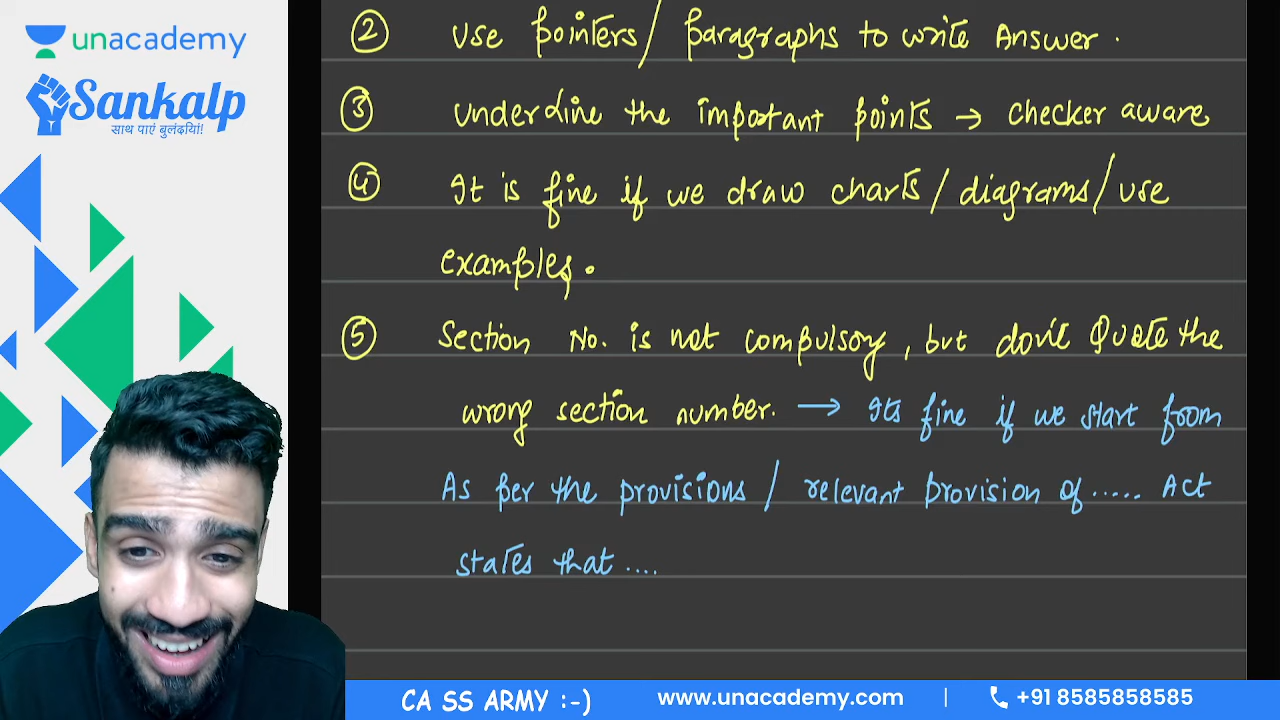 unacademy
Sankalp
साथ पाएं बुलंदियां!
② Use pointers/ paragraphs to write Answer.
③ Underline the important points → checker aware
④ It is fine if we draw charts/ diagrams/ use
examples.
⑤ Section No. is not compulsory, but don't Quote the
wrong section number. → Its fine if we start from
As per the provisions / relevant provision of ..... Act
states that ....
CA SS ARMY :-)
www.unacademy.com | +91 8585858585